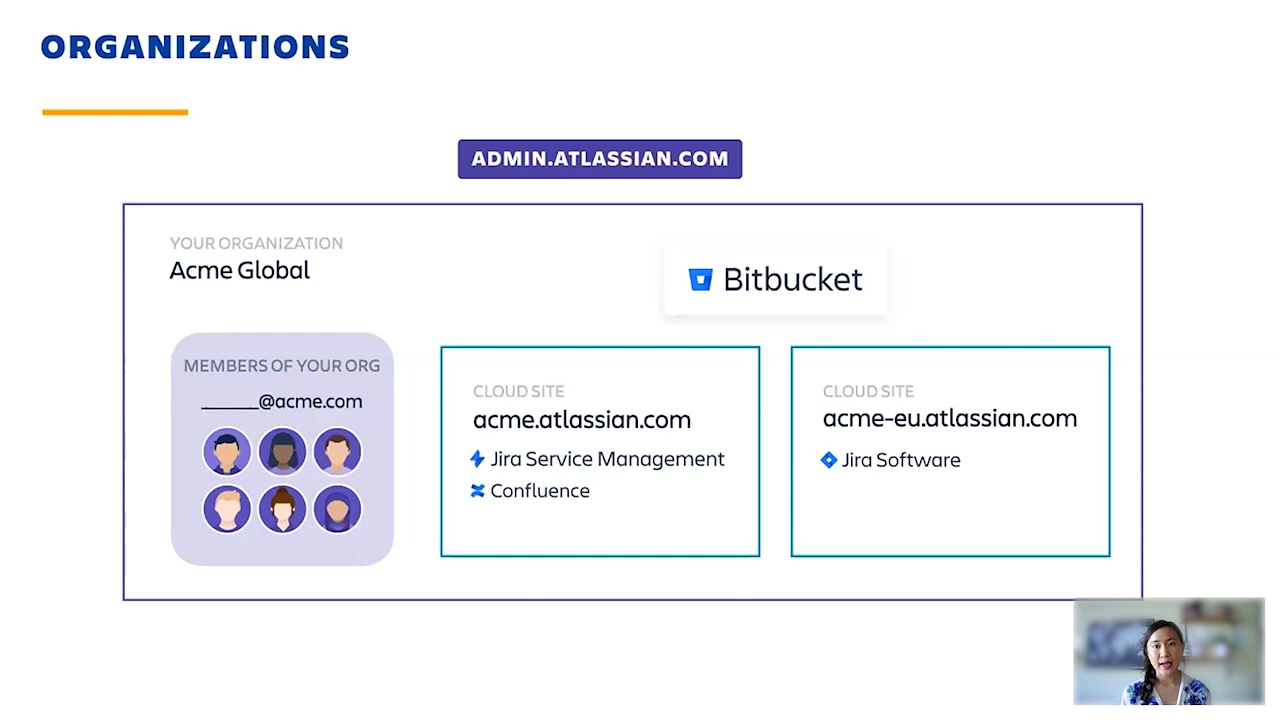 ORGANIZATIONS
ADMIN.ATLASSIAN.COM
YOUR ORGANIZATION
Acme Global
Bitbucket
MEMBERS OF YOUR ORG
______@acme.com
CLOUD SITE
acme.atlassian.com
Jira Service Management
Confluence
CLOUD SITE
acme-eu.atlassian.com
Jira Software